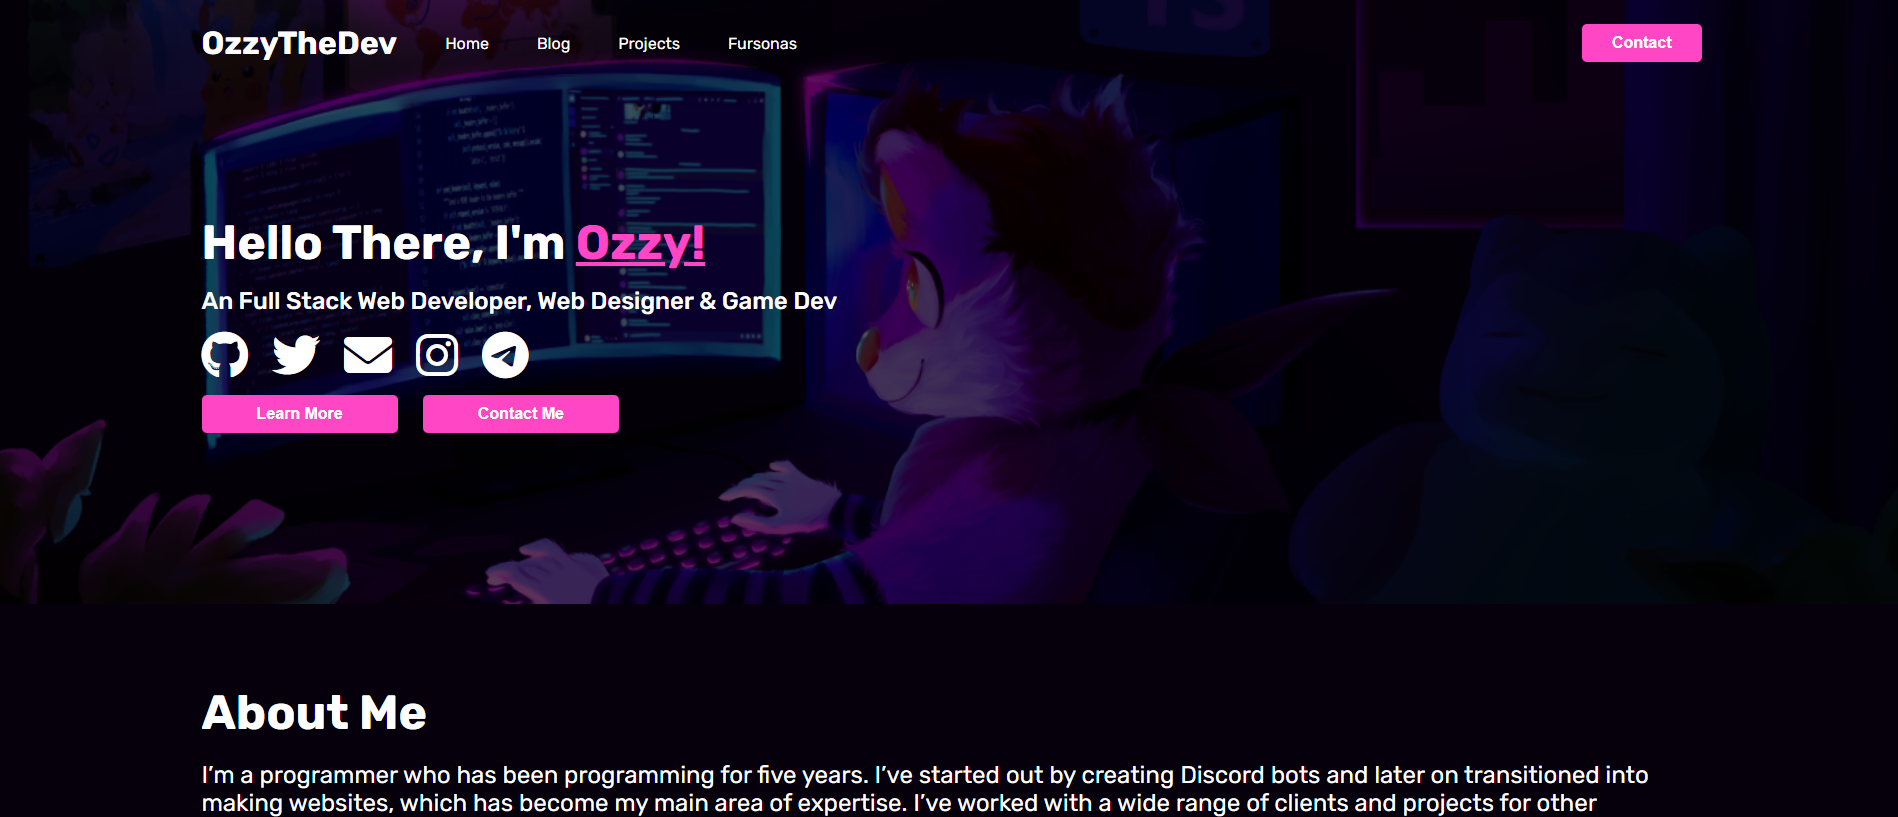 OzzyTheDev
Home
Blog
Projects
Fursonas
Contact
Hello There, I'm Ozzy!
An Full Stack Web Developer, Web Designer & Game Dev
Learn More
Contact Me
About Me
I’m a programmer who has been programming for five years. I’ve started out by creating Discord bots and later on transitioned into
making websites, which has become my main area of expertise. I’ve worked with a wide range of clients and projects for other